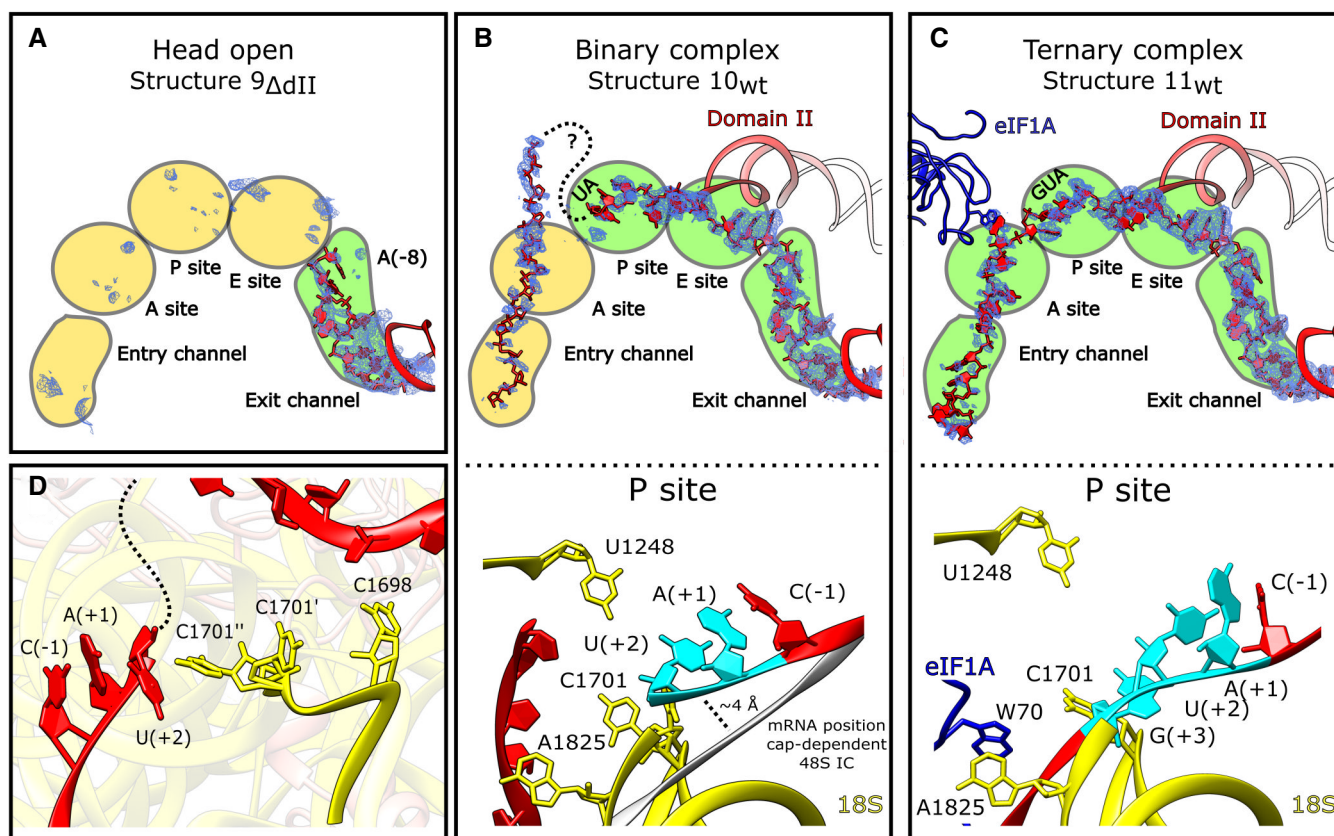 A
Head open
Structure 9ΔdII
A(-8)
P site
E site
A site
Entry channel
Exit channel
B
Binary complex
Structure 10wt
Domain II
?
UA
P site
E site
A site
Entry channel
Exit channel
P site
U1248
A(+1)
C(-1)
U(+2)
C1701
~4 Å
A1825
mRNA position
cap-dependent
48S IC
18S
C
Ternary complex
Structure 11wt
eIF1A
Domain II
GUA
P site
E site
A site
Entry channel
Exit channel
P site
U1248
C(-1)
eIF1A
C1701
W70
A(+1)
U(+2)
G(+3)
A1825
18S
D
C1698
A(+1)
C1701'
C(-1)
C1701''
U(+2)